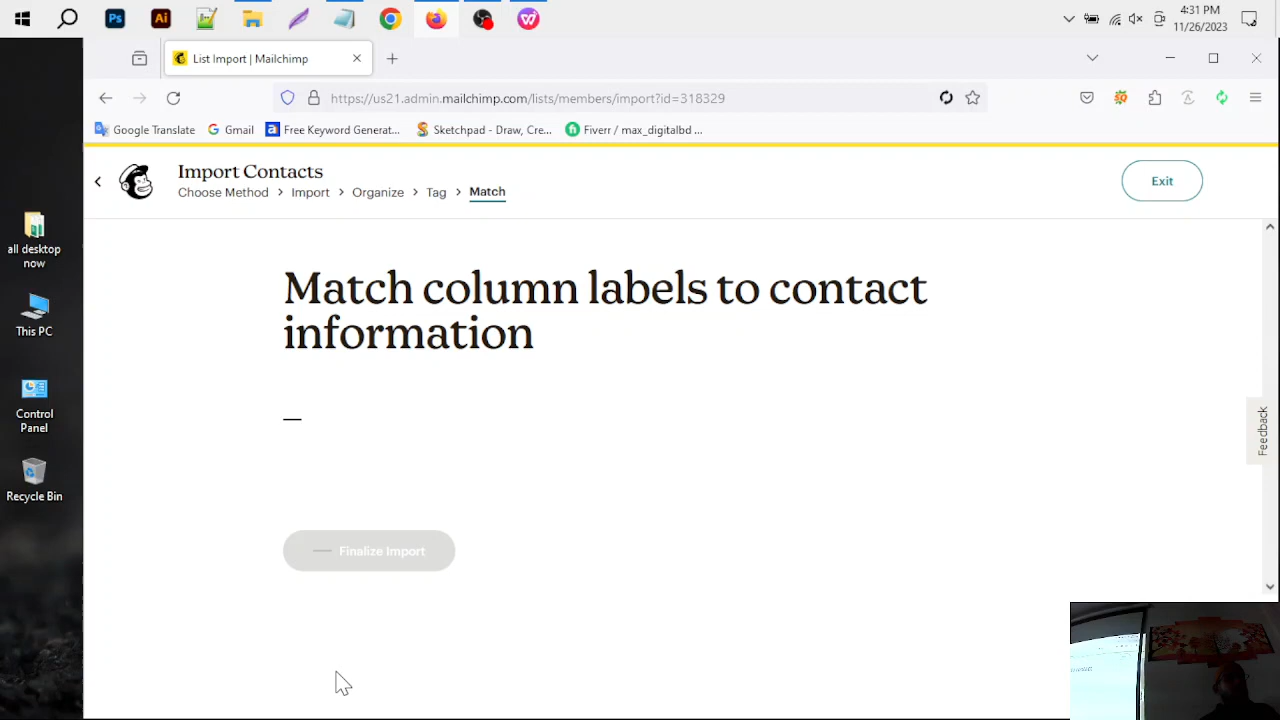 4:31 PM
11/26/2023
List Import | Mailchimp
https://us21.admin.mailchimp.com/lists/members/import?id=318329
Google Translate
Gmail
Free Keyword Generat...
Sketchpad - Draw, Cre...
Fiverr / max_digitalbd ...
Import Contacts
Choose Method > Import > Organize > Tag > Match
Exit
all desktop
now
This PC
Control
Panel
Recycle Bin
Match column labels to contact
information
Finalize Import
Feedback
Ps
Ai